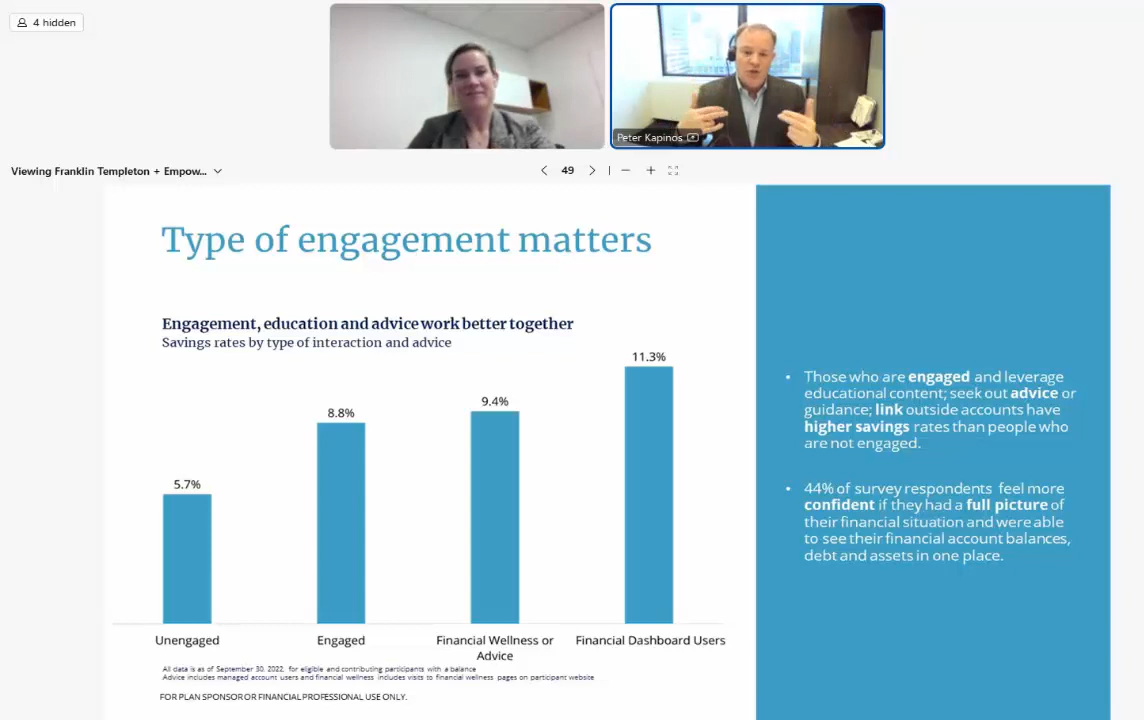 4 hidden
Peter Kapinos
Viewing Franklin Templeton + Empow...
49
Type of engagement matters
Engagement, education and advice work better together
Savings rates by type of interaction and advice
5.7%
8.8%
9.4%
11.3%
Unengaged
Engaged
Financial Wellness or
Advice
Financial Dashboard Users
All data is as of September 30, 2022, for eligible and contributing participants with a balance
Advice includes managed account users and financial wellness includes visits to financial wellness pages on participant website
FOR PLAN SPONSOR OR FINANCIAL PROFESSIONAL USE ONLY.
• Those who are engaged and leverage
educational content; seek out advice or
guidance; link outside accounts have
higher savings rates than people who
are not engaged.
• 44% of survey respondents feel more
confident if they had a full picture of
their financial situation and were able
to see their financial account balances,
debt and assets in one place.